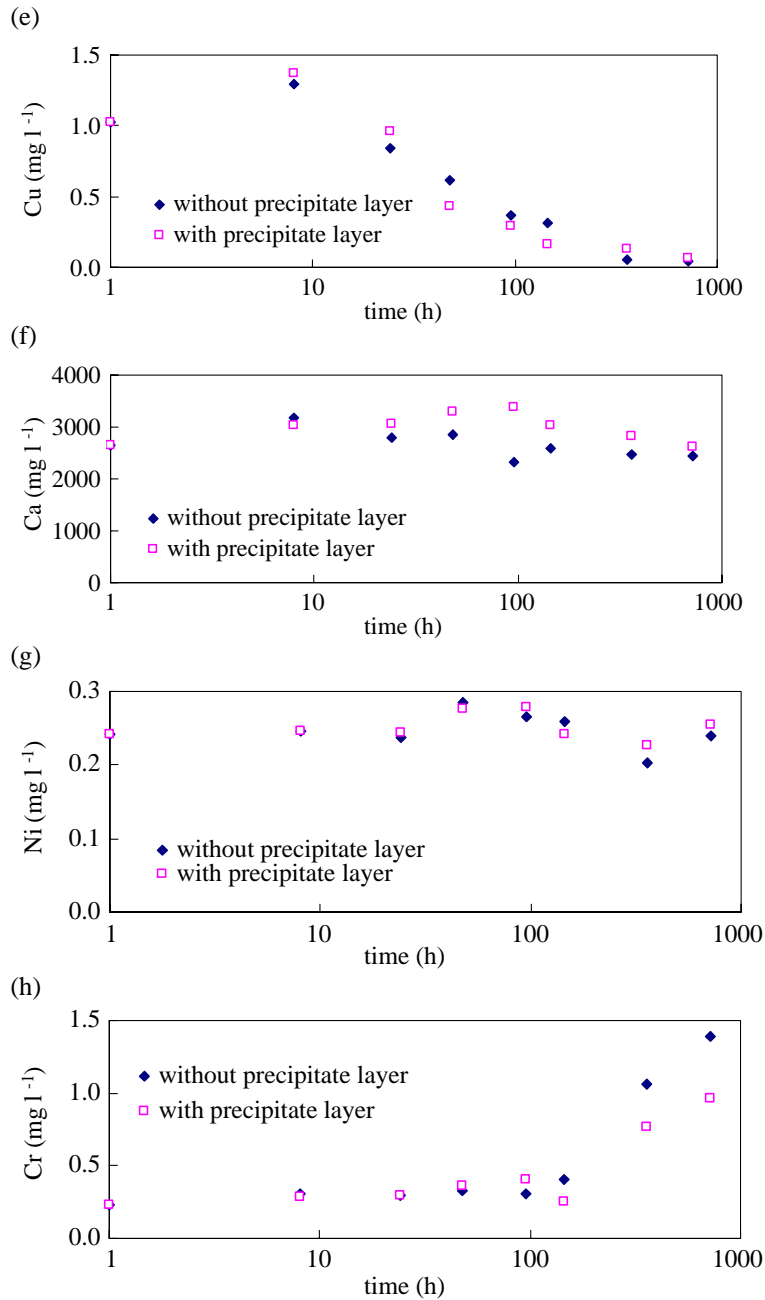 (e)
1.5
1.0
0.5
0.0
Cu (mg l⁻¹)
without precipitate layer
with precipitate layer
1 10 100 1000
time (h)
(f)
4000
3000
2000
1000
0
Ca (mg l⁻¹)
without precipitate layer
with precipitate layer
1 10 100 1000
time (h)
(g)
0.3
0.2
0.1
0.0
Ni (mg l⁻¹)
without precipitate layer
with precipitate layer
1 10 100 1000
time (h)
(h)
1.5
1.0
0.5
0.0
Cr (mg l⁻¹)
without precipitate layer
with precipitate layer
1 10 100 1000
time (h)